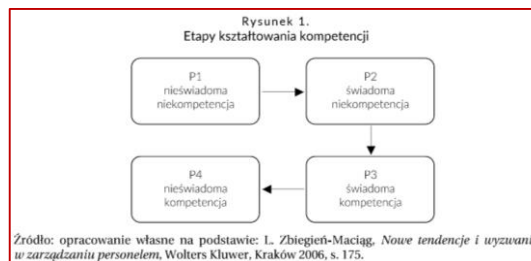 Rysunek 1.
Etapy kształtowania kompetencji
P1
nieświadoma
niekompetencja
P2
świadoma
niekompetencja
P4
nieświadoma
kompetencja
P3
świadoma
kompetencja
Źródło: opracowanie własne na podstawie: L. Zbiegień-Maciąg, Nowe tendencje i wyzwani
w zarządzaniu personelem, Wolters Kluwer, Kraków 2006, s. 175.